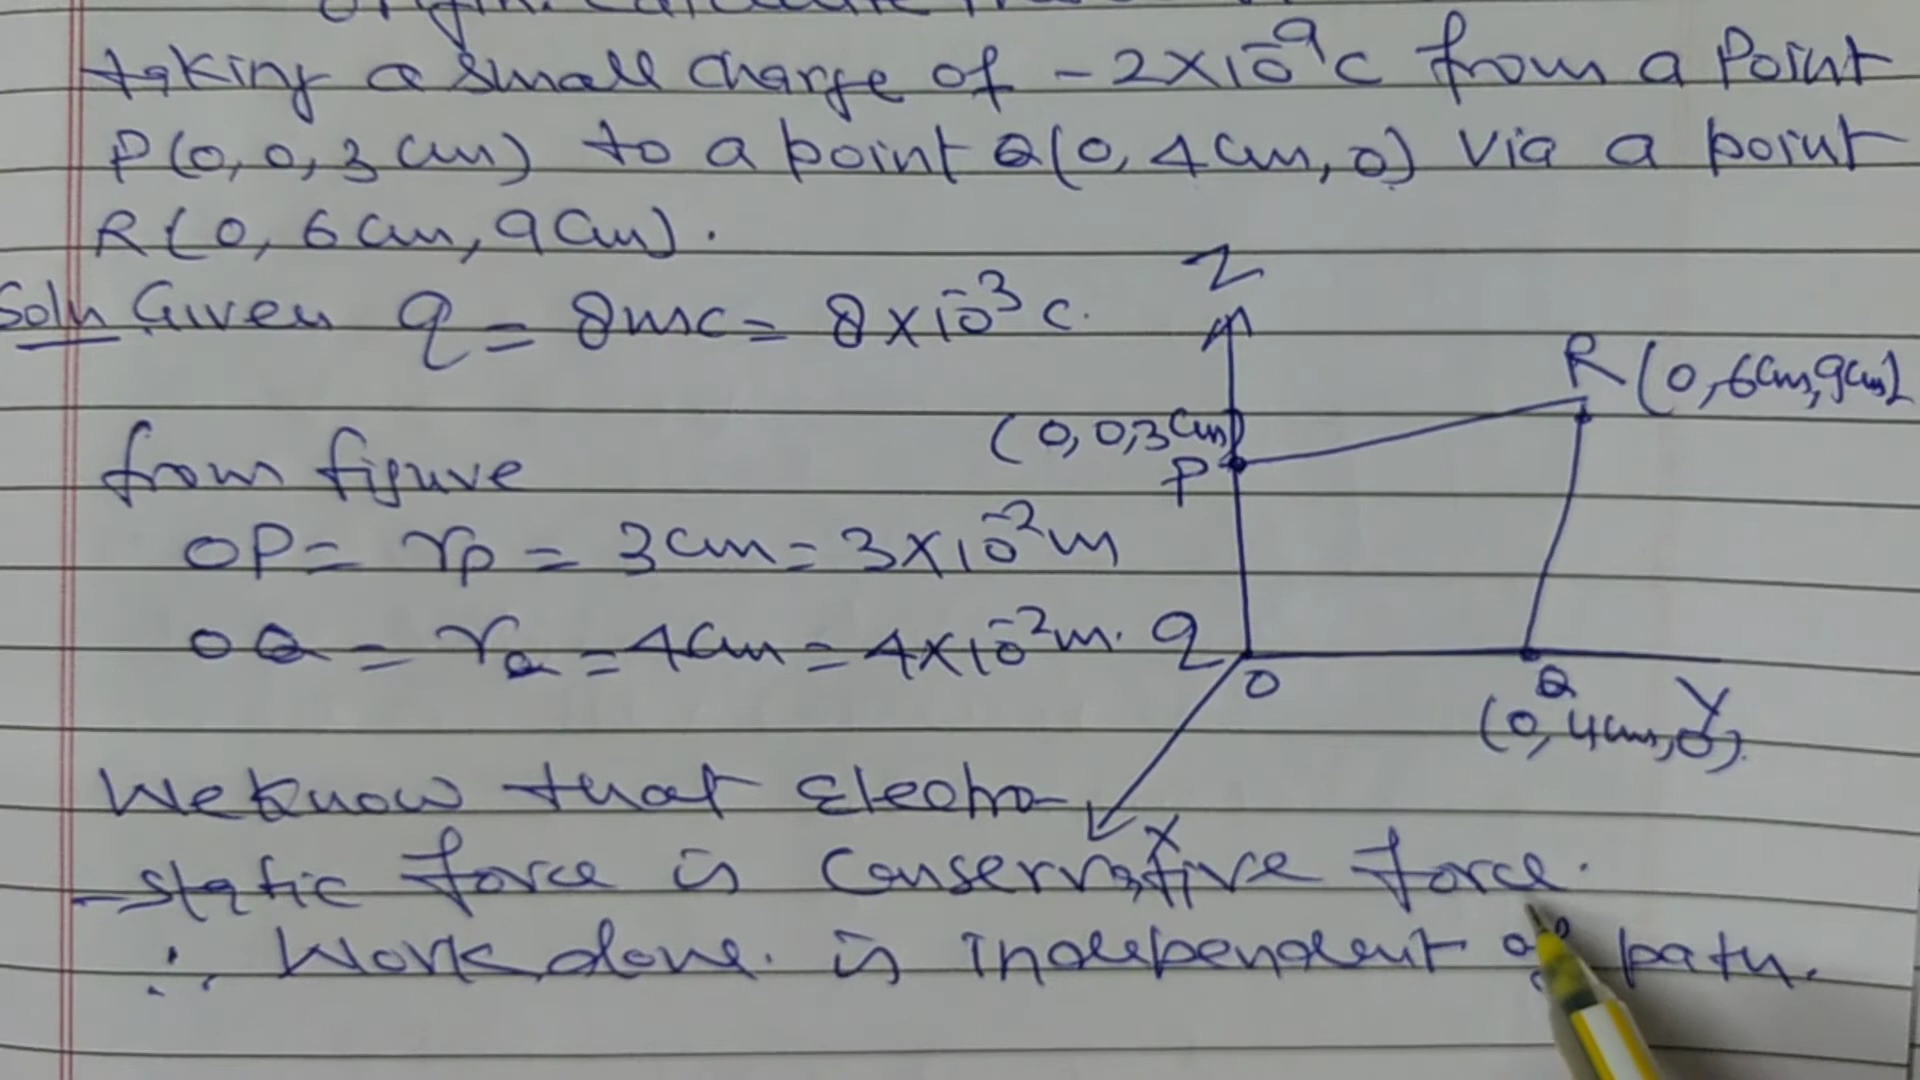 origin. Calculate
taking a small charge of -2×10⁻⁹c from a Point
P(0,0,3cm) to a point Q(0,4cm,0) via a point
R(0,6cm,9cm).
Soln Given q = 8mc = 8×10⁻³c.
Z
R(0,6cm,9cm)
(0,0,3cm)
P
from figure
OP = rp = 3cm = 3×10⁻²m
OQ = rQ = 4cm = 4×10⁻²m.
q
O
Q
Y
(0,4cm,0).
X
We know that Electro-
-static force is Conservative force.
∴ Work done. is independent of path.